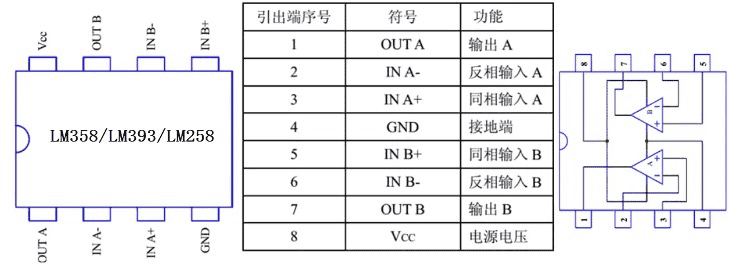 Vcc
OUT B
IN B-
IN B+
LM358/LM393/LM258
OUT A
IN A-
IN A+
GND
引出端序号 符号 功能
1 OUT A 输出 A
2 IN A- 反相输入 A
3 IN A+ 同相输入 A
4 GND 接地端
5 IN B+ 同相输入 B
6 IN B- 反相输入 B
7 OUT B 输出 B
8 VCC 电源电压
8 7 6 5
B - +
A + -
1 2 3 4